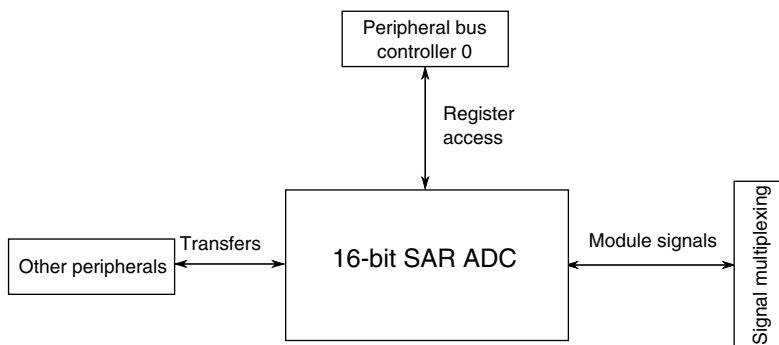 Peripheral bus
controller 0
Register
access
Transfers
Other peripherals
16-bit SAR ADC
Module signals
Signal multiplexing